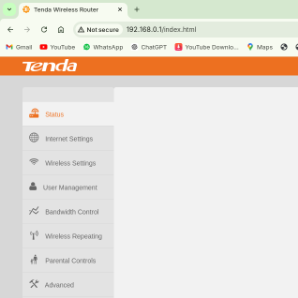 Tenda Wireless Router
Not secure 192.168.0.1/index.html
Gmail YouTube WhatsApp ChatGPT YouTube Downlo... Maps
Tenda
Status
Internet Settings
Wireless Settings
User Management
Bandwidth Control
Wireless Repeating
Parental Controls
Advanced